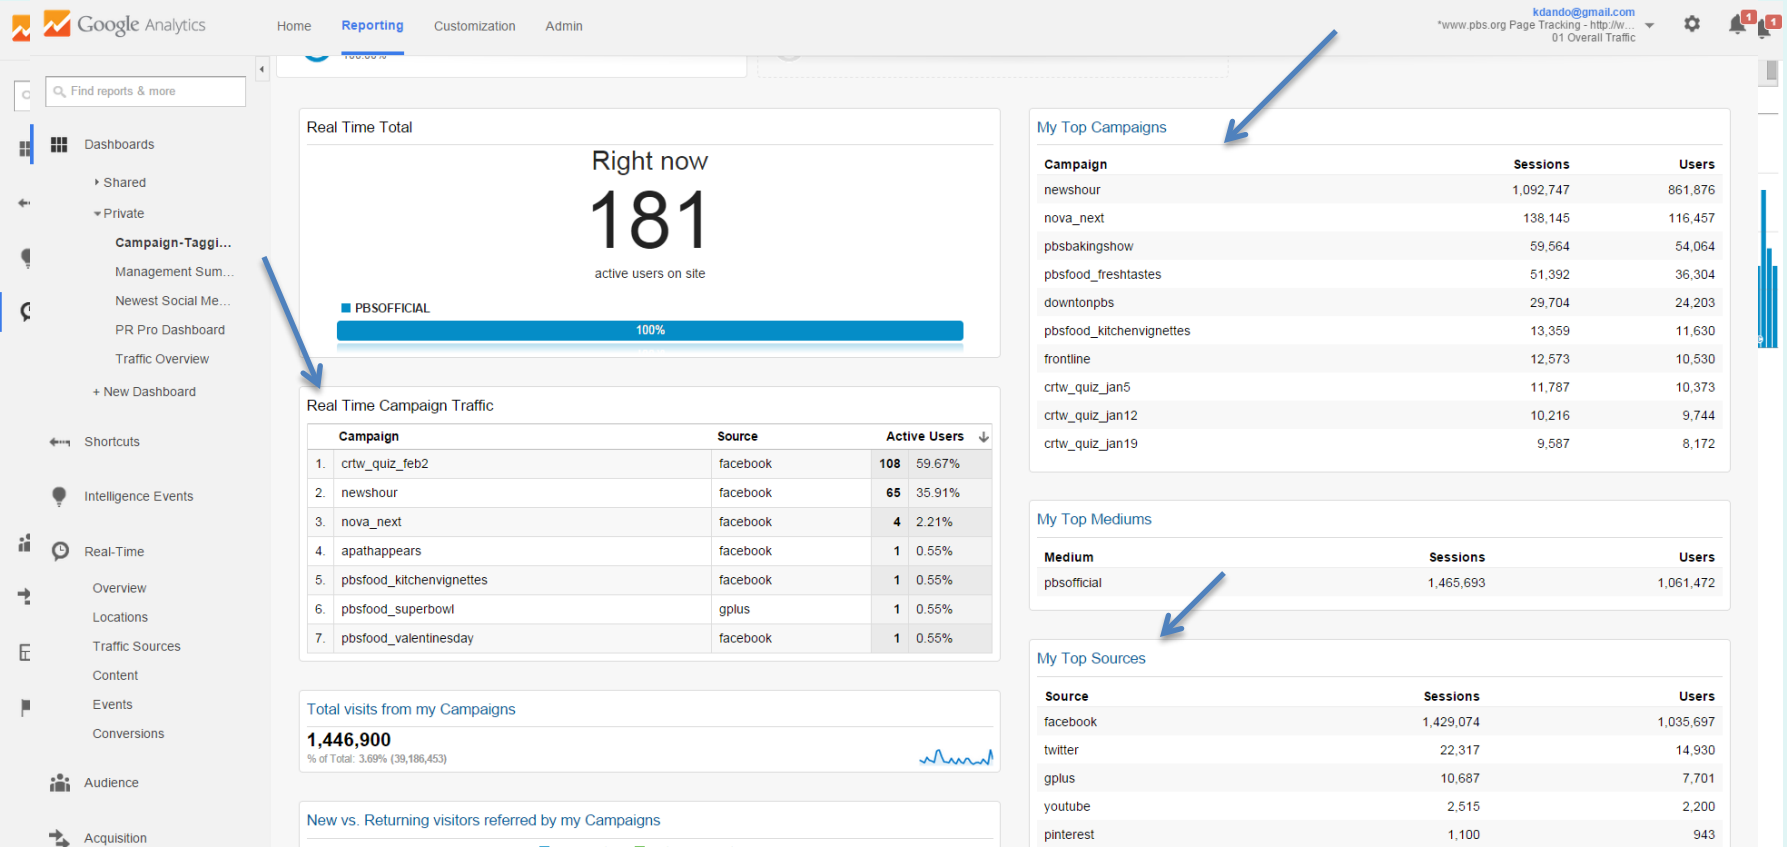 Google Analytics
Home
Reporting
Customization
Admin
kdando@gmail.com
*www.pbs.org Page Tracking - http://w...
01 Overall Traffic
1
1
Find reports & more
Dashboards
Shared
Private
Campaign-Taggi...
Management Sum...
Newest Social Me...
PR Pro Dashboard
Traffic Overview
+ New Dashboard
Shortcuts
Intelligence Events
Real-Time
Overview
Locations
Traffic Sources
Content
Events
Conversions
Audience
Acquisition
Real Time Total
Right now
181
active users on site
PBSOFFICIAL
100%
Real Time Campaign Traffic
Campaign Source Active Users
1. crtw_quiz_feb2 facebook 108 59.67%
2. newshour facebook 65 35.91%
3. nova_next facebook 4 2.21%
4. apathappears facebook 1 0.55%
5. pbsfood_kitchenvignettes facebook 1 0.55%
6. pbsfood_superbowl gplus 1 0.55%
7. pbsfood_valentinesday facebook 1 0.55%
Total visits from my Campaigns
1,446,900
% of Total: 3.69% (39,186,453)
New vs. Returning visitors referred by my Campaigns
My Top Campaigns
Campaign Sessions Users
newshour 1,092,747 861,876
nova_next 138,145 116,457
pbsbakingshow 59,564 54,064
pbsfood_freshtastes 51,392 36,304
downtonpbs 29,704 24,203
pbsfood_kitchenvignettes 13,359 11,630
frontline 12,573 10,530
crtw_quiz_jan5 11,787 10,373
crtw_quiz_jan12 10,216 9,744
crtw_quiz_jan19 9,587 8,172
My Top Mediums
Medium Sessions Users
pbsofficial 1,465,693 1,061,472
My Top Sources
Source Sessions Users
facebook 1,429,074 1,035,697
twitter 22,317 14,930
gplus 10,687 7,701
youtube 2,515 2,200
pinterest 1,100 943